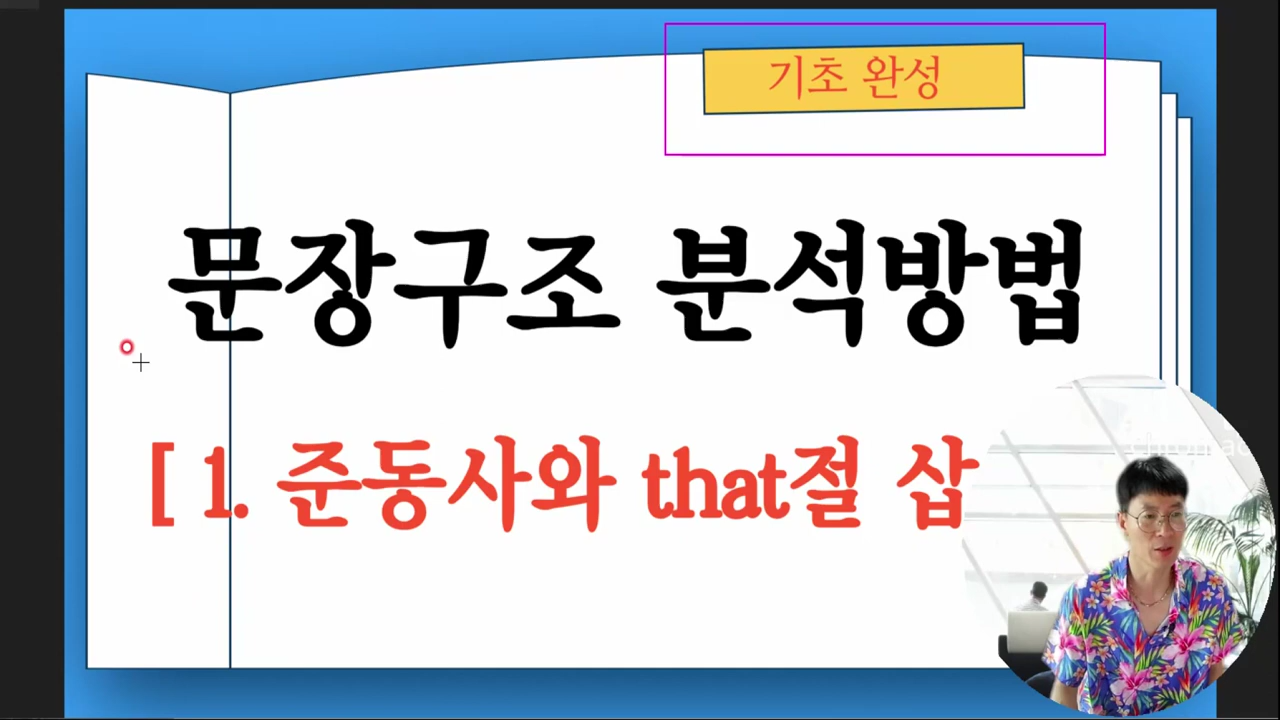 기초 완성
문장구조 분석방법
[ 1. 준동사와 that절 삽